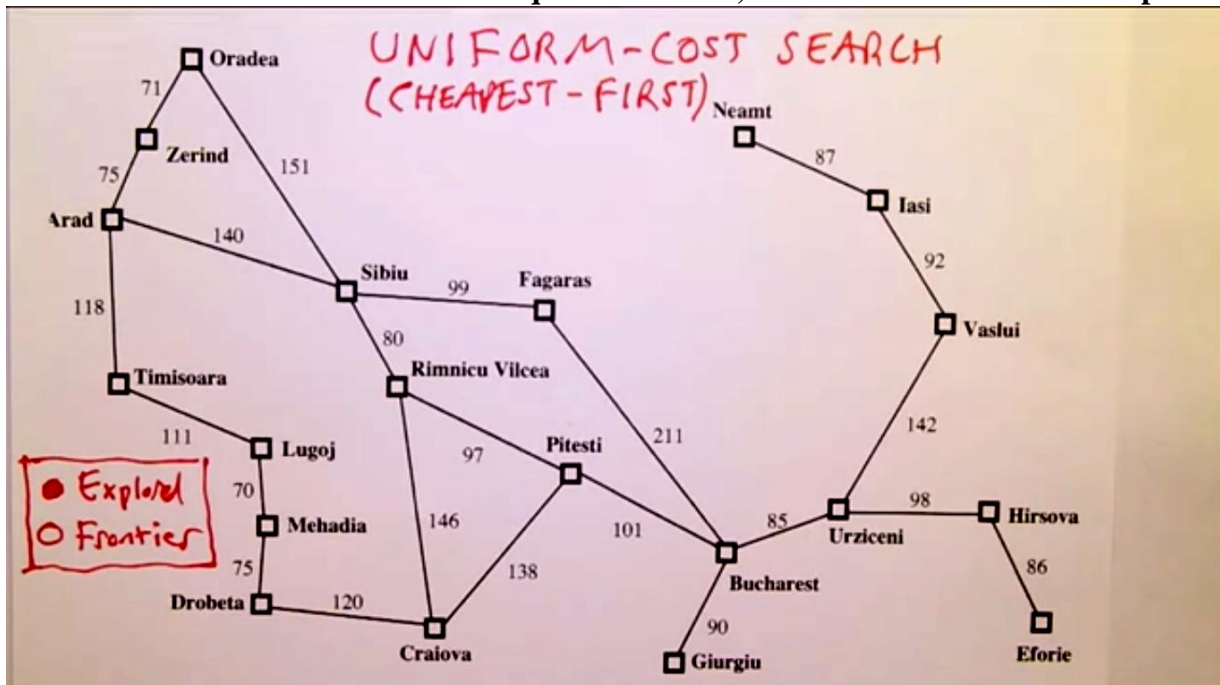 UNIFORM-COST SEARCH
(CHEAPEST-FIRST)
Oradea
Neamt
71
87
Zerind
151
75
Iasi
Arad
140
92
Sibiu
Fagaras
99
118
80
Vaslui
Timisoara
Rimnicu Vilcea
142
111
211
Lugoj
97
Pitesti
Explord
Frontier
70
98
Mehadia
146
101
85
Hirsova
Urziceni
75
138
86
Drobeta
120
Bucharest
Craiova
90
Giurgiu
Eforie